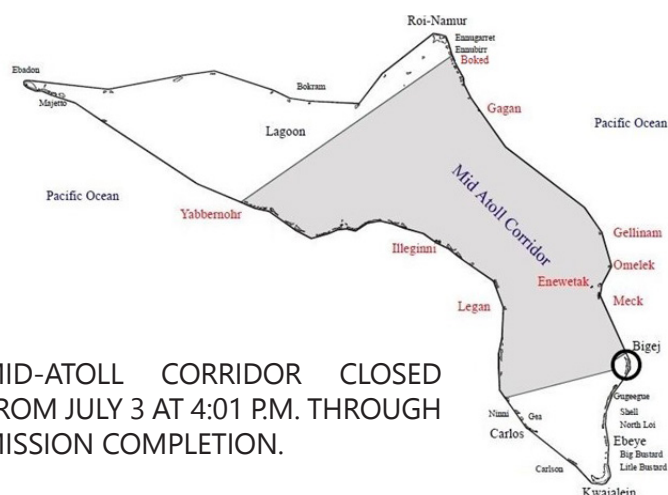 Roi-Namur
Ennugarret
Ennubirr
Boked
Ebadon
Majetto
Bokram
Gagan
Lagoon
Pacific Ocean
Pacific Ocean
Mid Atoll Corridor
Yabbernohr
Illeginni
Gellinam
Omelek
Enewetak
Meck
Legan
Bigej
MID-ATOLL CORRIDOR CLOSED
FROM JULY 3 AT 4:01 P.M. THROUGH
MISSION COMPLETION.
Gugeegue
Shell
North Loi
Ninni
Gea
Carlos
Ebeye
Big Bustard
Litle Bustard
Carlson
Kwajalein